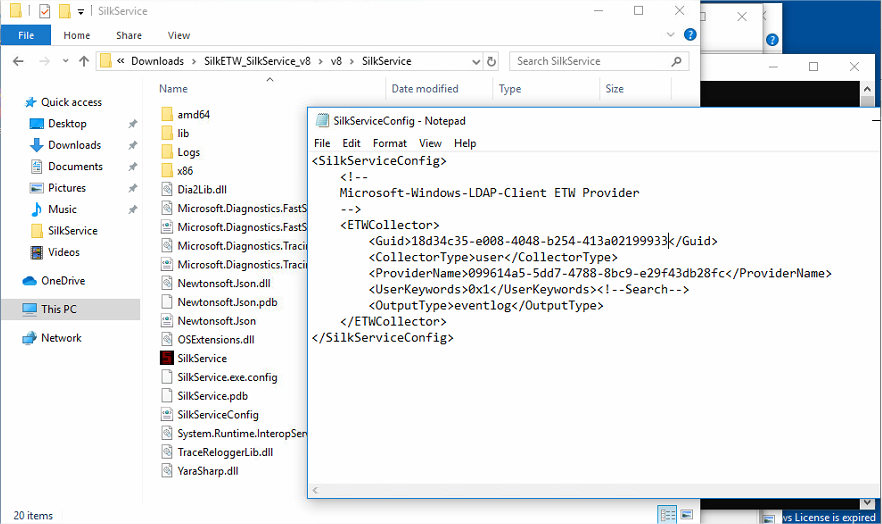 SilkService
File Home Share View
« Downloads › SilkETW_SilkService_v8 › v8 › SilkService
Search SilkService
Name Date modified Type Size
Quick access
Desktop
Downloads
Documents
Pictures
Music
SilkService
Videos
OneDrive
This PC
Network
amd64
lib
Logs
x86
Dia2Lib.dll
Microsoft.Diagnostics.FastS
Microsoft.Diagnostics.FastS
Microsoft.Diagnostics.Tracin
Microsoft.Diagnostics.Tracin
Newtonsoft.Json.dll
Newtonsoft.Json.pdb
Newtonsoft.Json
OSExtensions.dll
SilkService
SilkService.exe.config
SilkService.pdb
SilkServiceConfig
System.Runtime.InteropServ
TraceReloggerLib.dll
YaraSharp.dll
20 items
SilkServiceConfig - Notepad
File Edit Format View Help
<SilkServiceConfig>
<!--
Microsoft-Windows-LDAP-Client ETW Provider
-->
<ETWCollector>
<Guid>18d34c35-e008-4048-b254-413a02199933</Guid>
<CollectorType>user</CollectorType>
<ProviderName>099614a5-5dd7-4788-8bc9-e29f43db28fc</ProviderName>
<UserKeywords>0x1</UserKeywords><!--Search-->
<OutputType>eventlog</OutputType>
</ETWCollector>
</SilkServiceConfig>
ws License is expired